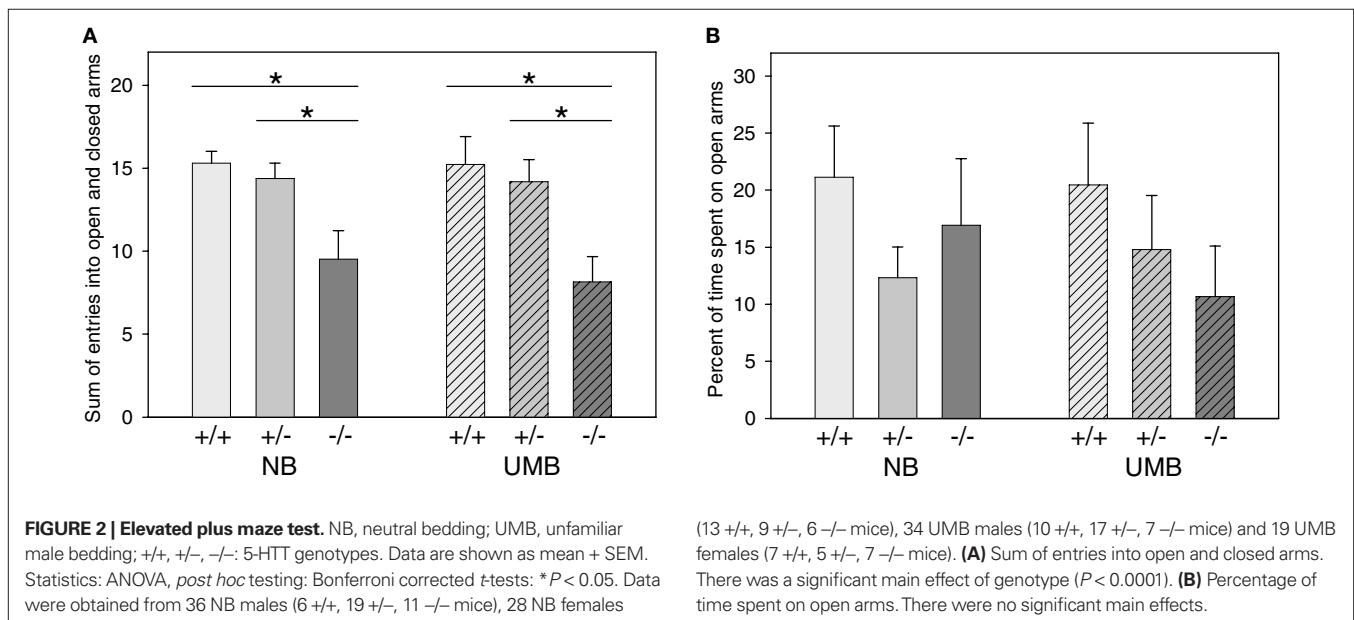 A
Sum of entries into open and closed arms
20
15
10
5
0
*
*
*
*
+/+ +/- -/- +/+ +/- -/-
NB UMB
B
Percent of time spent on open arms
30
25
20
15
10
5
0
+/+ +/- -/- +/+ +/- -/-
NB UMB
FIGURE 2 | Elevated plus maze test. NB, neutral bedding; UMB, unfamiliar
male bedding; +/+, +/–, –/–: 5-HTT genotypes. Data are shown as mean + SEM.
Statistics: ANOVA, post hoc testing: Bonferroni corrected t-tests: *P < 0.05. Data
were obtained from 36 NB males (6 +/+, 19 +/–, 11 –/– mice), 28 NB females
(13 +/+, 9 +/–, 6 –/– mice), 34 UMB males (10 +/+, 17 +/–, 7 –/– mice) and 19 UMB
females (7 +/+, 5 +/–, 7 –/– mice). (A) Sum of entries into open and closed arms.
There was a significant main effect of genotype (P < 0.0001). (B) Percentage of
time spent on open arms. There were no significant main effects.